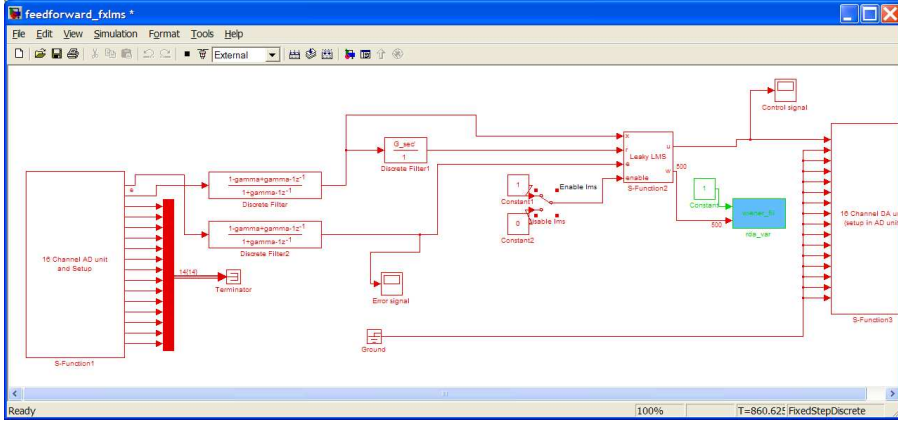 feedforward_fxlms *
File Edit View Simulation Format Tools Help
External
Control signal
G_sec'
1
Discrete Filter1
x
r
e
enable
Leaky LMS
u
w
S-Function2
500
1-gamma+gamma-1z-1
1+gamma-1z-1
Discrete Filter
e
1
Constant1
Enable lms
0
Disable lms
Constant2
1
Constant
500
rtde_var
16 Channel DA u
(setup in AD unit
S-Function3
1-gamma+gamma-1z-1
1+gamma-1z-1
Discrete Filter2
16 Channel AD unit
and Setup
S-Function1
14{14}
Terminator
Error signal
Ground
Ready
100%
T=860.625
FixedStepDiscrete